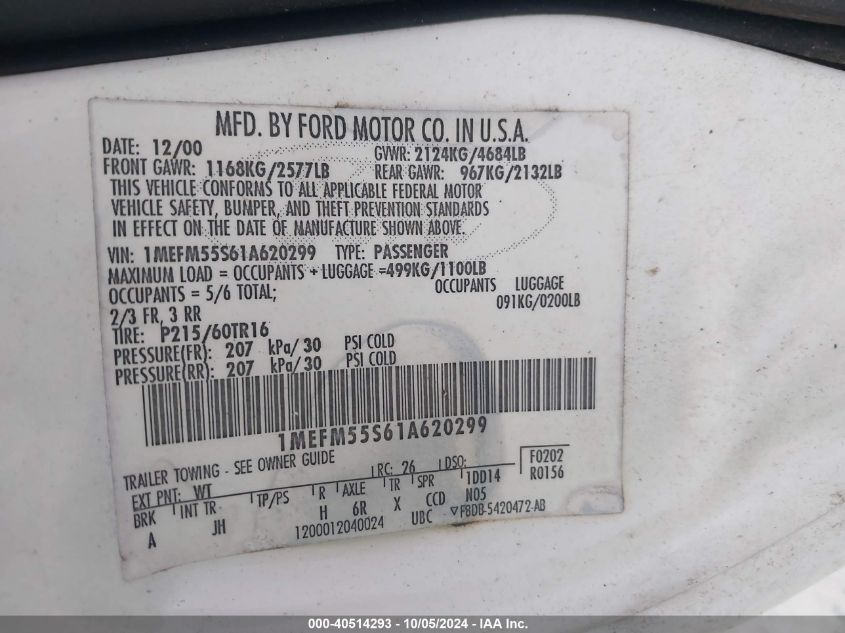 MFD. BY FORD MOTOR CO. IN U.S.A.
DATE: 12/00 GVWR: 2124KG/4684LB
FRONT GAWR: 1168KG/2577LB REAR GAWR: 967KG/2132LB
THIS VEHICLE CONFORMS TO ALL APPLICABLE FEDERAL MOTOR
VEHICLE SAFETY, BUMPER, AND THEFT PREVENTION STANDARDS
IN EFFECT ON THE DATE OF MANUFACTURE SHOWN ABOVE.
VIN: 1MEFM55S61A620299 TYPE: PASSENGER
MAXIMUM LOAD = OCCUPANTS + LUGGAGE =499KG/1100LB
OCCUPANTS = 5/6 TOTAL; OCCUPANTS LUGGAGE
2/3 FR, 3 RR 091KG/0200LB
TIRE: P215/60TR16
PRESSURE(FR): 207 kPa/ 30 PSI COLD
PRESSURE(RR): 207 kPa/ 30 PSI COLD
1MEFM55S61A620299
TRAILER TOWING - SEE OWNER GUIDE F0202
EXT PNT: WT RC: 26 DSO: R0156
BRK INT TR TP/PS R AXLE TR SPR 1DD14
A JH H 6R X CCD N05
1200012040024 UBC ▽F8DB-5420472-AB
000-40514293 - 10/05/2024 - IAA Inc.